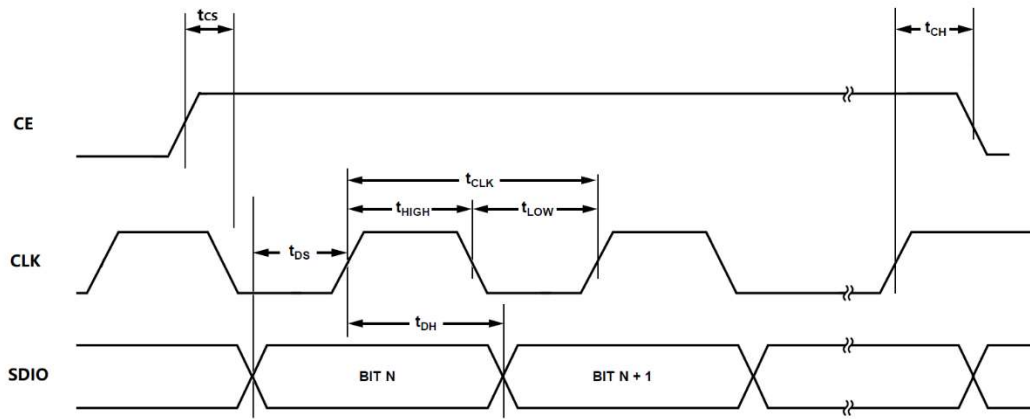 tCS
tCH
CE
tCLK
tHIGH
tLOW
CLK
tDS
tDH
SDIO
BIT N
BIT N + 1